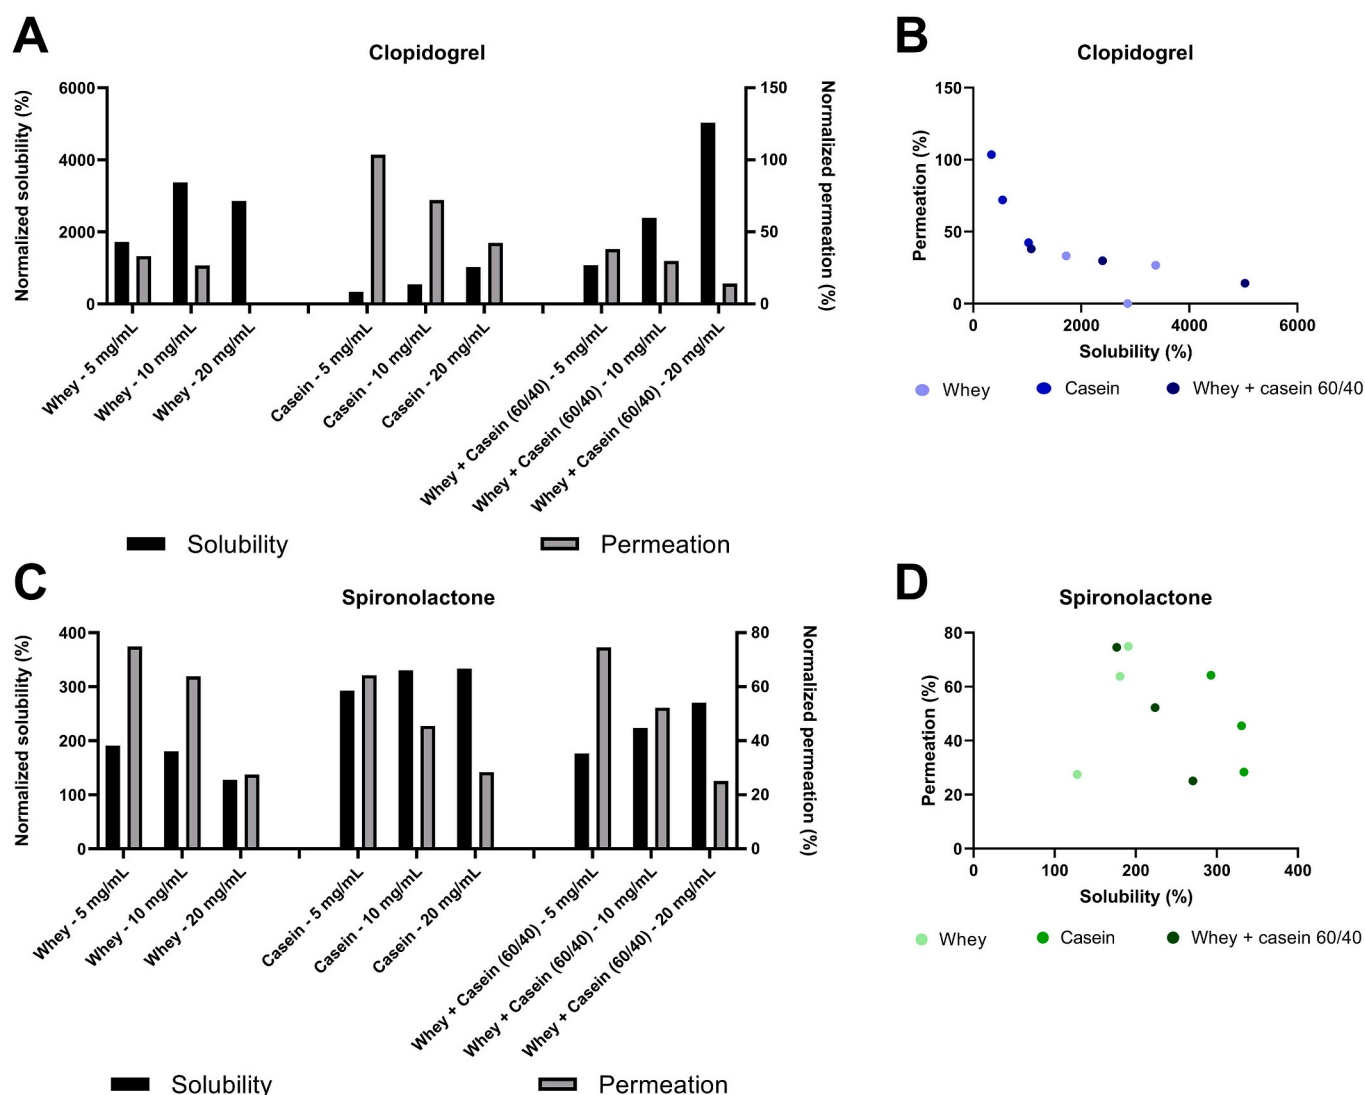 A
Clopidogrel
Normalized solubility (%)
6000
4000
2000
0
150
100
50
0
Normalized permeation (%)
Whey - 5 mg/mL
Whey - 10 mg/mL
Whey - 20 mg/mL
Casein - 5 mg/mL
Casein - 10 mg/mL
Casein - 20 mg/mL
Whey + Casein (60/40) - 5 mg/mL
Whey + Casein (60/40) - 10 mg/mL
Whey + Casein (60/40) - 20 mg/mL
Solubility
Permeation
B
Clopidogrel
Permeation (%)
150
100
50
0
0 2000 4000 6000
Solubility (%)
Whey
Casein
Whey + casein 60/40
C
Spironolactone
Normalized solubility (%)
400
300
200
100
0
80
60
40
20
0
Normalized permeation (%)
Whey - 5 mg/mL
Whey - 10 mg/mL
Whey - 20 mg/mL
Casein - 5 mg/mL
Casein - 10 mg/mL
Casein - 20 mg/mL
Whey + Casein (60/40) - 5 mg/mL
Whey + Casein (60/40) - 10 mg/mL
Whey + Casein (60/40) - 20 mg/mL
Solubility
Permeation
D
Spironolactone
Permeation (%)
80
60
40
20
0
0 100 200 300 400
Solubility (%)
Whey
Casein
Whey + casein 60/40